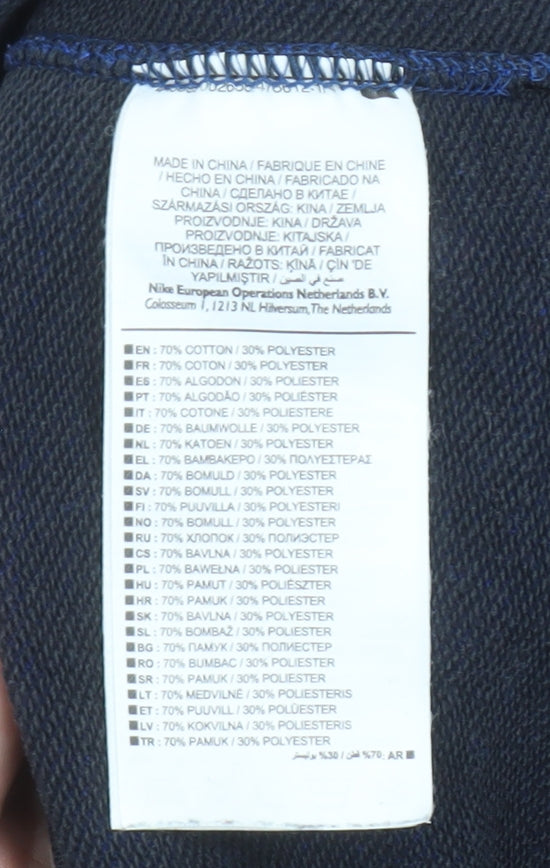 MADE IN CHINA / FABRIQUE EN CHINE
/ HECHO EN CHINA / FABRICADO NA
CHINA / СДЕЛАНО В КИТАЕ /
SZÁRMAZÁSI ORSZÁG: KÍNA / ZEMLJA
PROIZVODNJE: KINA / DRŽAVA
PROIZVODNJE: KITAJSKA /
ПРОИЗВЕДЕНО В КИТАЙ / FABRICAT
ÎN CHINA / RAŽOTS: ĶĪNĀ / ÇİN 'DE
YAPILMIŞTIR / صنع في الصين
Nike European Operations Netherlands B.V.
Colosseum 1, 1213 NL Hilversum, The Netherlands
EN : 70% COTTON / 30% POLYESTER
FR : 70% COTON / 30% POLYESTER
ES : 70% ALGODON / 30% POLIESTER
PT : 70% ALGODÃO / 30% POLIÉSTER
IT : 70% COTONE / 30% POLIESTERE
DE : 70% BAUMWOLLE / 30% POLYESTER
NL : 70% KATOEN / 30% POLYESTER
EL : 70% ΒΑΜΒΑΚΕΡΟ / 30% ΠΟΛΥΕΣΤΕΡΑΣ
DA : 70% BOMULD / 30% POLYESTER
SV : 70% BOMULL / 30% POLYESTER
FI : 70% PUUVILLA / 30% POLYESTERI
NO : 70% BOMULL / 30% POLYESTER
RU : 70% ХЛОПОК / 30% ПОЛИЭСТЕР
CS : 70% BAVLNA / 30% POLYESTER
PL : 70% BAWEŁNA / 30% POLIESTER
HU : 70% PAMUT / 30% POLIÉSZTER
HR : 70% PAMUK / 30% POLIESTER
SK : 70% BAVLNA / 30% POLYESTER
SL : 70% BOMBAŽ / 30% POLIESTER
BG : 70% ПАМУК / 30% ПОЛИЕСТЕР
RO : 70% BUMBAC / 30% POLIESTER
SR : 70% PAMUK / 30% POLIESTER
LT : 70% MEDVILNĖ / 30% POLIESTERIS
ET : 70% PUUVILL / 30% POLÜESTER
LV : 70% KOKVILNA / 30% POLIESTERIS
TR : 70% PAMUK / 30% POLYESTER
AR : 70% قطن / 30% بوليستر